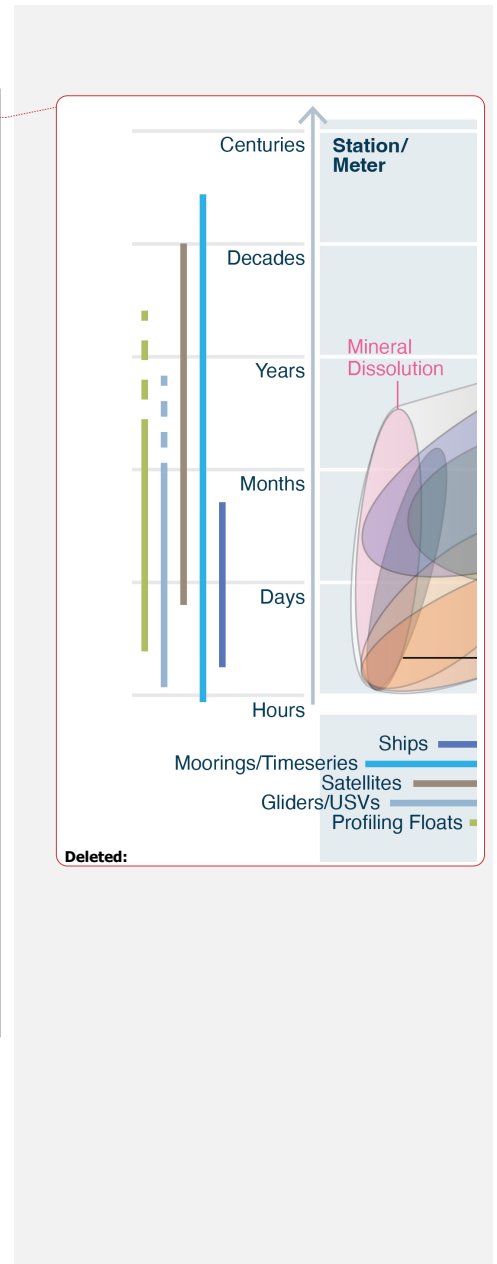 Centuries
Station/
Meter
Decades
Mineral
Dissolution
Years
Months
Days
Hours
Ships
Moorings/Timeseries
Satellites
Gliders/USVs
Profiling Floats
Deleted: